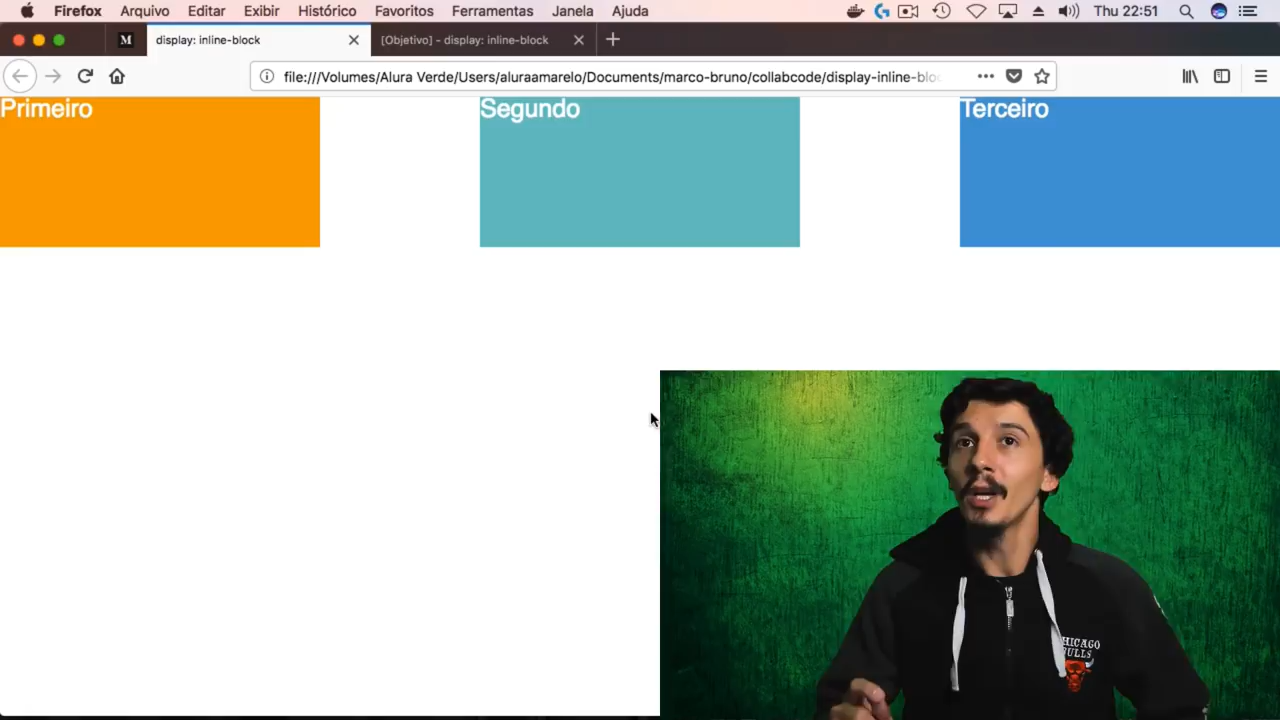 Firefox Arquivo Editar Exibir Histórico Favoritos Ferramentas Janela Ajuda Thu 22:51
M display: inline-block [Objetivo] - display: inline-block
file:///Volumes/Alura Verde/Users/aluraamarelo/Documents/marco-bruno/collabcode/display-inline-bloc
Primeiro Segundo Terceiro
CHICAGO
BULLS